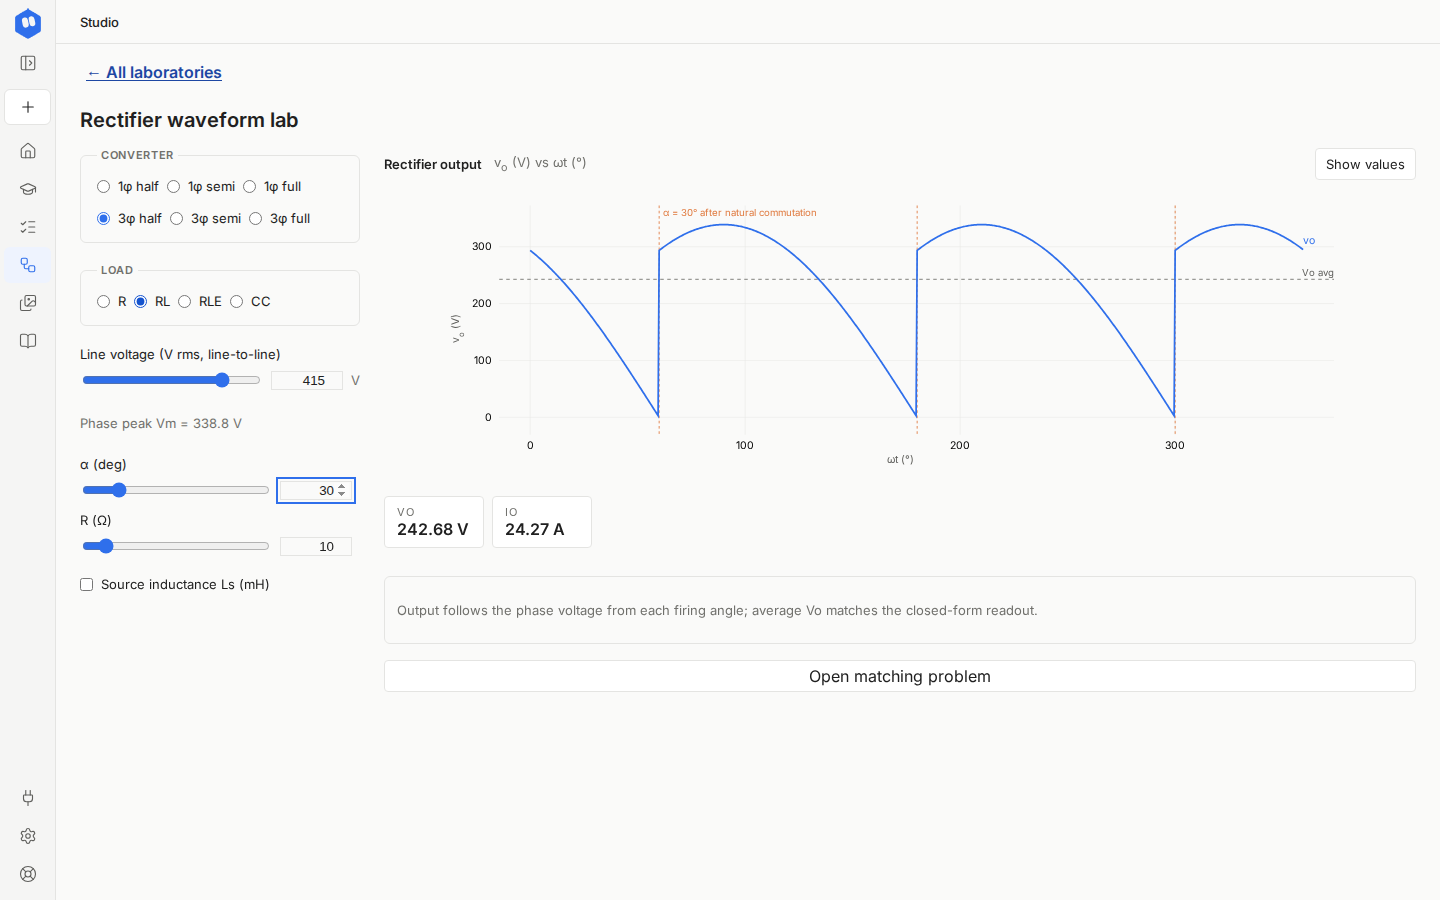 Studio
← All laboratories
Rectifier waveform lab
CONVERTER
1φ half 1φ semi 1φ full
3φ half 3φ semi 3φ full
LOAD
R RL RLE CC
Line voltage (V rms, line-to-line)
415 V
Phase peak Vm = 338.8 V
α (deg)
30
R (Ω)
10
Source inductance Ls (mH)
Rectifier output vo (V) vs ωt (°)
Show values
α = 30° after natural commutation
vo
Vo avg
300
200
100
0
vo (V)
0 100 200 300
ωt (°)
VO
242.68 V
IO
24.27 A
Output follows the phase voltage from each firing angle; average Vo matches the closed-form readout.
Open matching problem